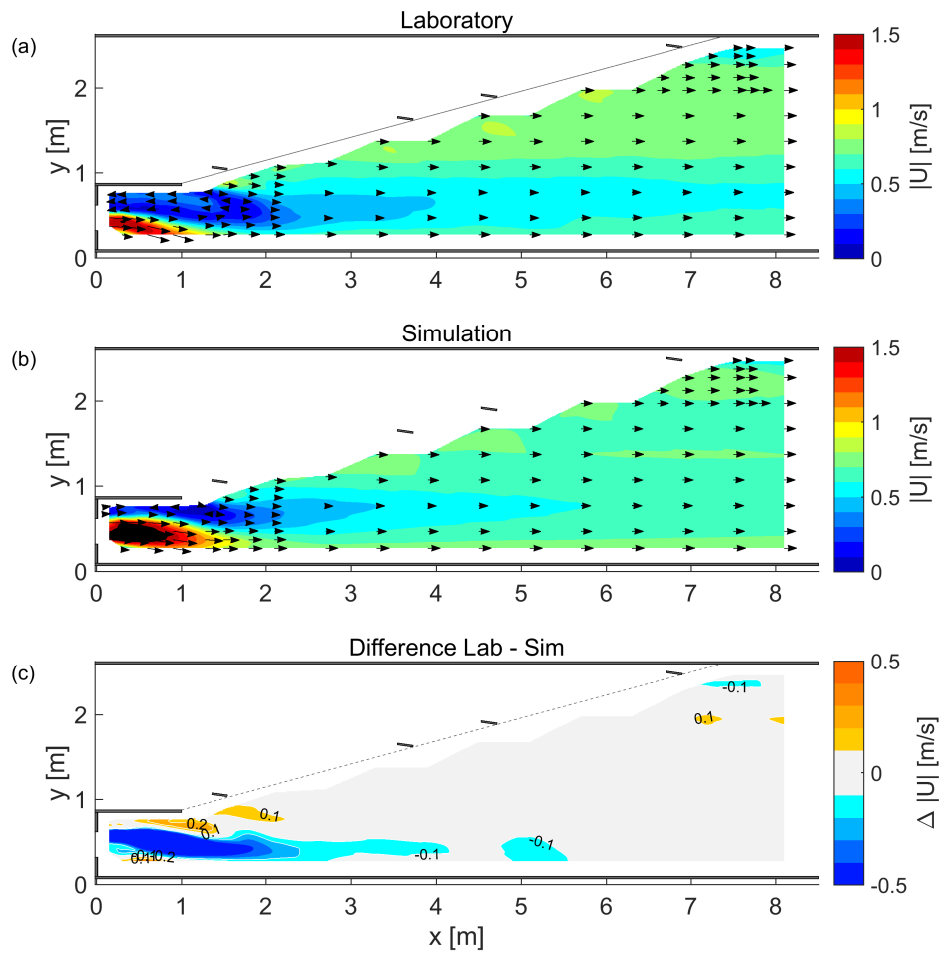 Laboratory
(a)
1.5
1
0.5
0
|U| [m/s]
2
1
0
y [m]
0 1 2 3 4 5 6 7 8
Simulation
(b)
1.5
1
0.5
0
|U| [m/s]
2
1
0
y [m]
0 1 2 3 4 5 6 7 8
Difference Lab - Sim
(c)
0.5
0
-0.5
Δ |U| [m/s]
2
1
0
y [m]
-0.1
0.1
0.1
0.2
0.1
-0.1
-0.1
0 1 2 3 4 5 6 7 8
x [m]